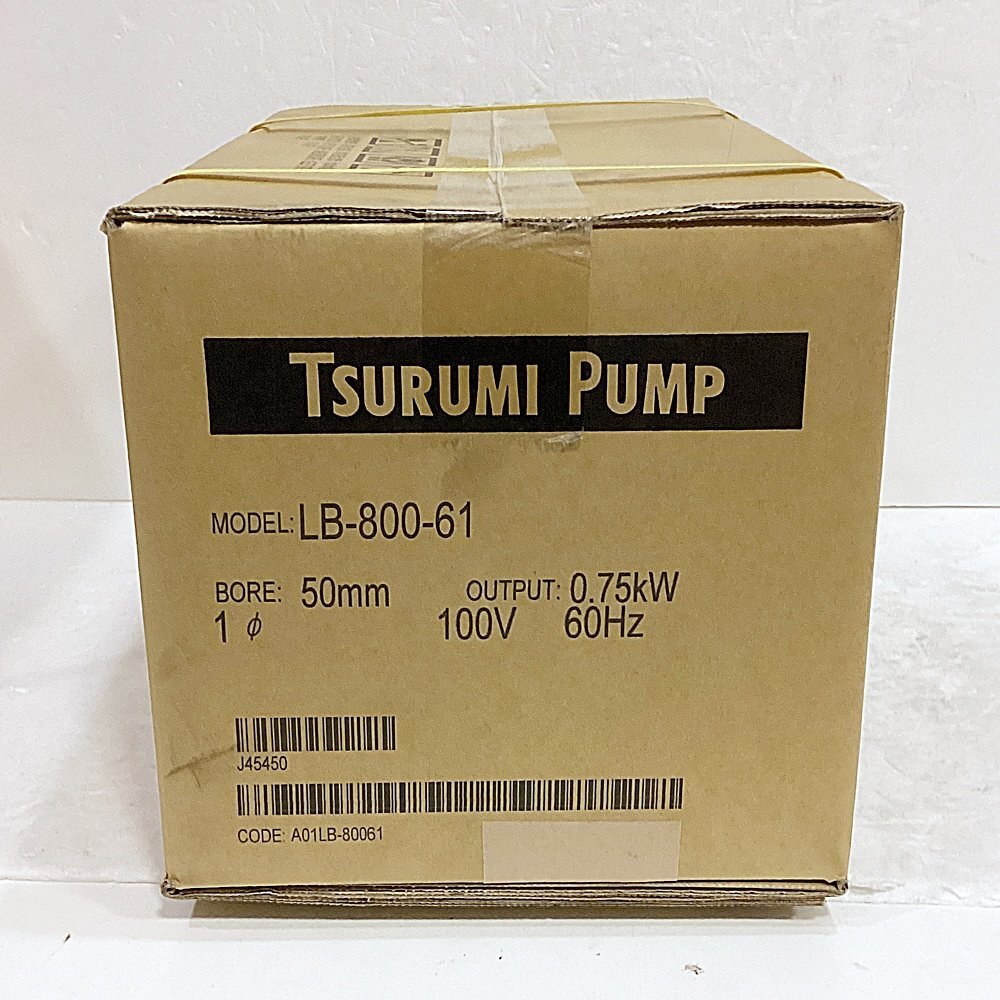 TSURUMI PUMP
MODEL: LB-800-61
BORE: 50mm OUTPUT: 0.75kW
1 ϕ 100V 60Hz
J45450
CODE: A01LB-80061